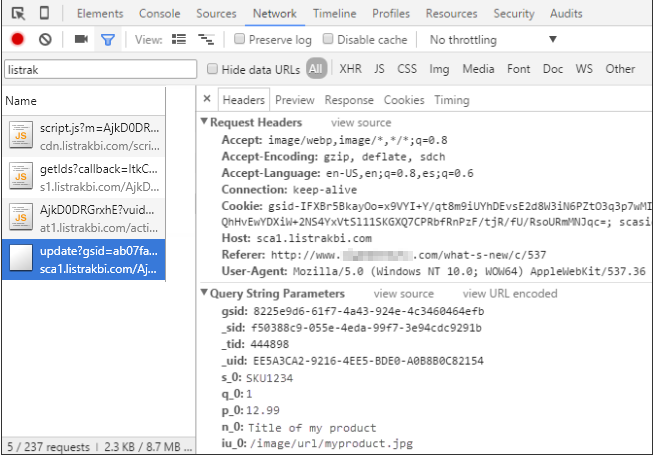 Elements Console Sources Network Timeline Profiles Resources Security Audits
View: Preserve log Disable cache No throttling
listrak Hide data URLs All XHR JS CSS Img Media Font Doc WS Other
Name
script.js?m=AjkD0DR...
cdn.listrakbi.com/scri...
getIds?callback=ltkC...
s1.listrakbi.com/AjkD...
AjkD0DRGrxhE?vuid...
at1.listrakbi.com/acti...
update?gsid=ab07fa...
sca1.listrakbi.com/Aj...
5 / 237 requests | 2.3 KB / 8.7 MB ...
× Headers Preview Response Cookies Timing
Request Headers view source
Accept: image/webp,image/*,*/*;q=0.8
Accept-Encoding: gzip, deflate, sdch
Accept-Language: en-US,en;q=0.8,es;q=0.6
Connection: keep-alive
Cookie: gsid-IFXBr5BkayOo=x9VYI+Y/qt8m9iUYhDEvsE2d8W3iN6PZtO3q3p7wMI
QhHvEwYDXiW+2NS4YxVtSl11SKGXQ7CPRbfRnPzF/tjR/fU/RsoURmMNJqc=; scasi
Host: sca1.listrakbi.com
Referer: http://www. .com/what-s-new/c/537
User-Agent: Mozilla/5.0 (Windows NT 10.0; WOW64) AppleWebKit/537.36
Query String Parameters view source view URL encoded
gsid: 8225e9d6-61f7-4a43-924e-4c3460464efb
_sid: f50388c9-055e-4eda-99f7-3e94cdc9291b
_tid: 444898
_uid: EE5A3CA2-9216-4EE5-BDE0-A0B8B0C82154
s_0: SKU1234
q_0: 1
p_0: 12.99
n_0: Title of my product
iu_0: /image/url/myproduct.jpg